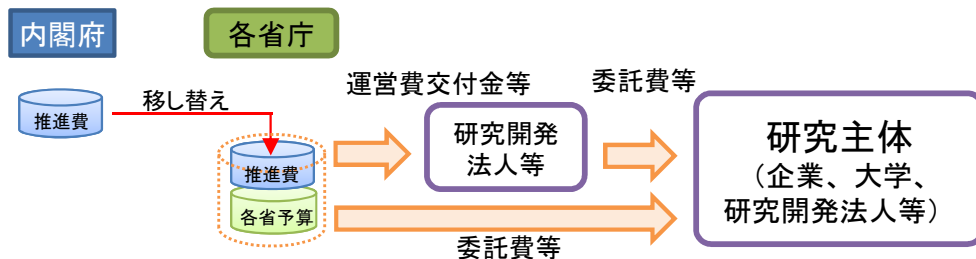 内閣府
各省庁
推進費
移し替え
推進費
各省予算
運営費交付金等
研究開発
法人等
委託費等
委託費等
研究主体
（企業、大学、
研究開発法人等）